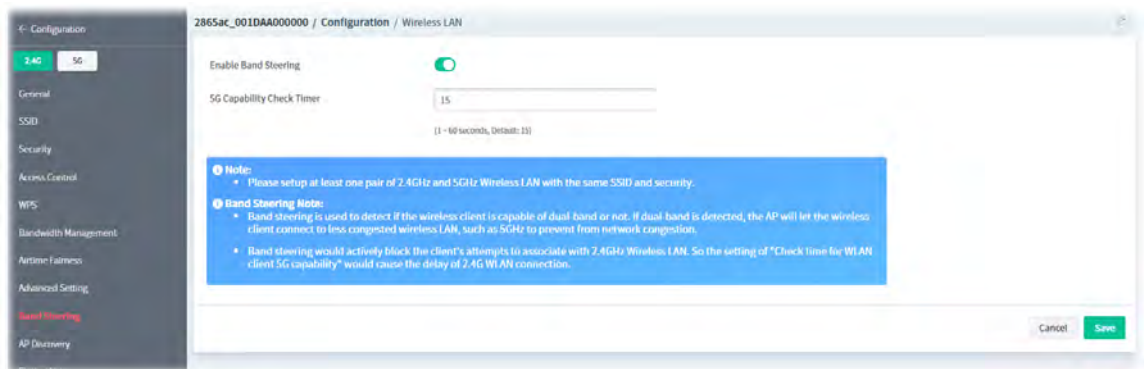 ← Configuration
2865ac_001DAA000000 / Configuration / Wireless LAN
2.4G 5G
General
SSID
Security
Access Control
WPS
Bandwidth Management
Airtime Fairness
Advanced Setting
Band Steering
AP Discovery
Enable Band Steering
5G Capability Check Timer
15
(1 - 60 seconds, Default: 15)
Note:
Please setup at least one pair of 2.4GHz and 5GHz Wireless LAN with the same SSID and security.
Band Steering Note:
Band steering is used to detect if the wireless client is capable of dual-band or not. If dual-band is detected, the AP will let the wireless
client connect to less congested wireless LAN, such as 5GHz to prevent from network congestion.
Band steering would actively block the client's attempts to associate with 2.4GHz Wireless LAN. So the setting of "Check time for WLAN
client 5G capability" would cause the delay of 2.4G WLAN connection.
Cancel Save